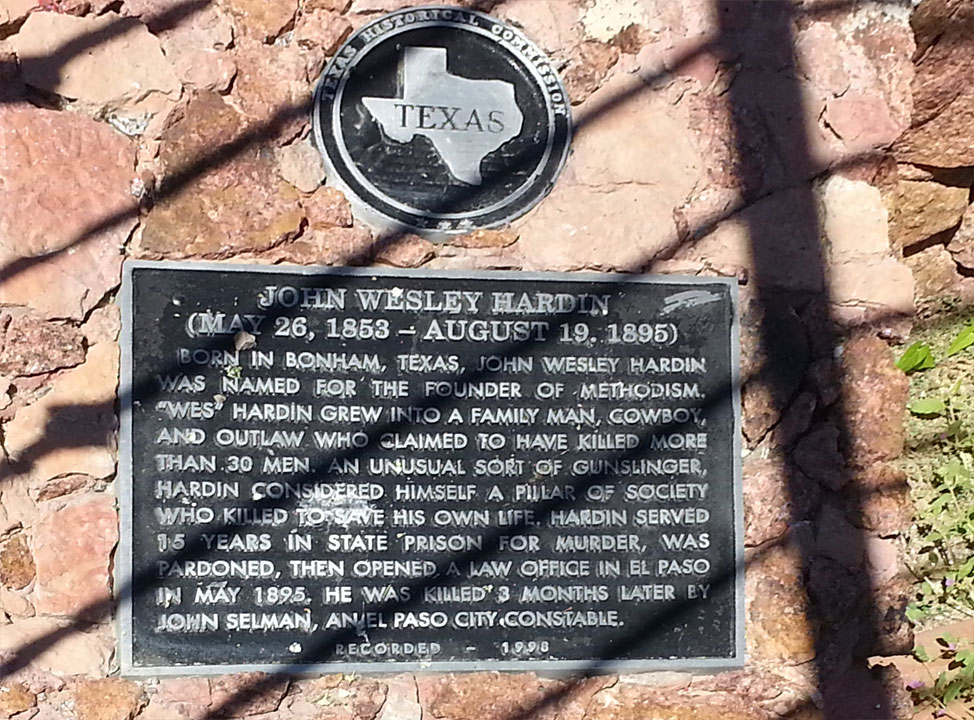 TEXAS HISTORICAL COMMISSION
TEXAS
JOHN WESLEY HARDIN
(MAY 26, 1853 – AUGUST 19, 1895)
BORN IN BONHAM, TEXAS, JOHN WESLEY HARDIN
WAS NAMED FOR THE FOUNDER OF METHODISM.
"WES" HARDIN GREW INTO A FAMILY MAN, COWBOY,
AND OUTLAW WHO CLAIMED TO HAVE KILLED MORE
THAN 30 MEN. AN UNUSUAL SORT OF GUNSLINGER,
HARDIN CONSIDERED HIMSELF A PILLAR OF SOCIETY
WHO KILLED TO SAVE HIS OWN LIFE. HARDIN SERVED
15 YEARS IN STATE PRISON FOR MURDER, WAS
PARDONED, THEN OPENED A LAW OFFICE IN EL PASO
IN MAY 1895. HE WAS KILLED 3 MONTHS LATER BY
JOHN SELMAN, AN EL PASO CITY CONSTABLE.
RECORDED – 1998